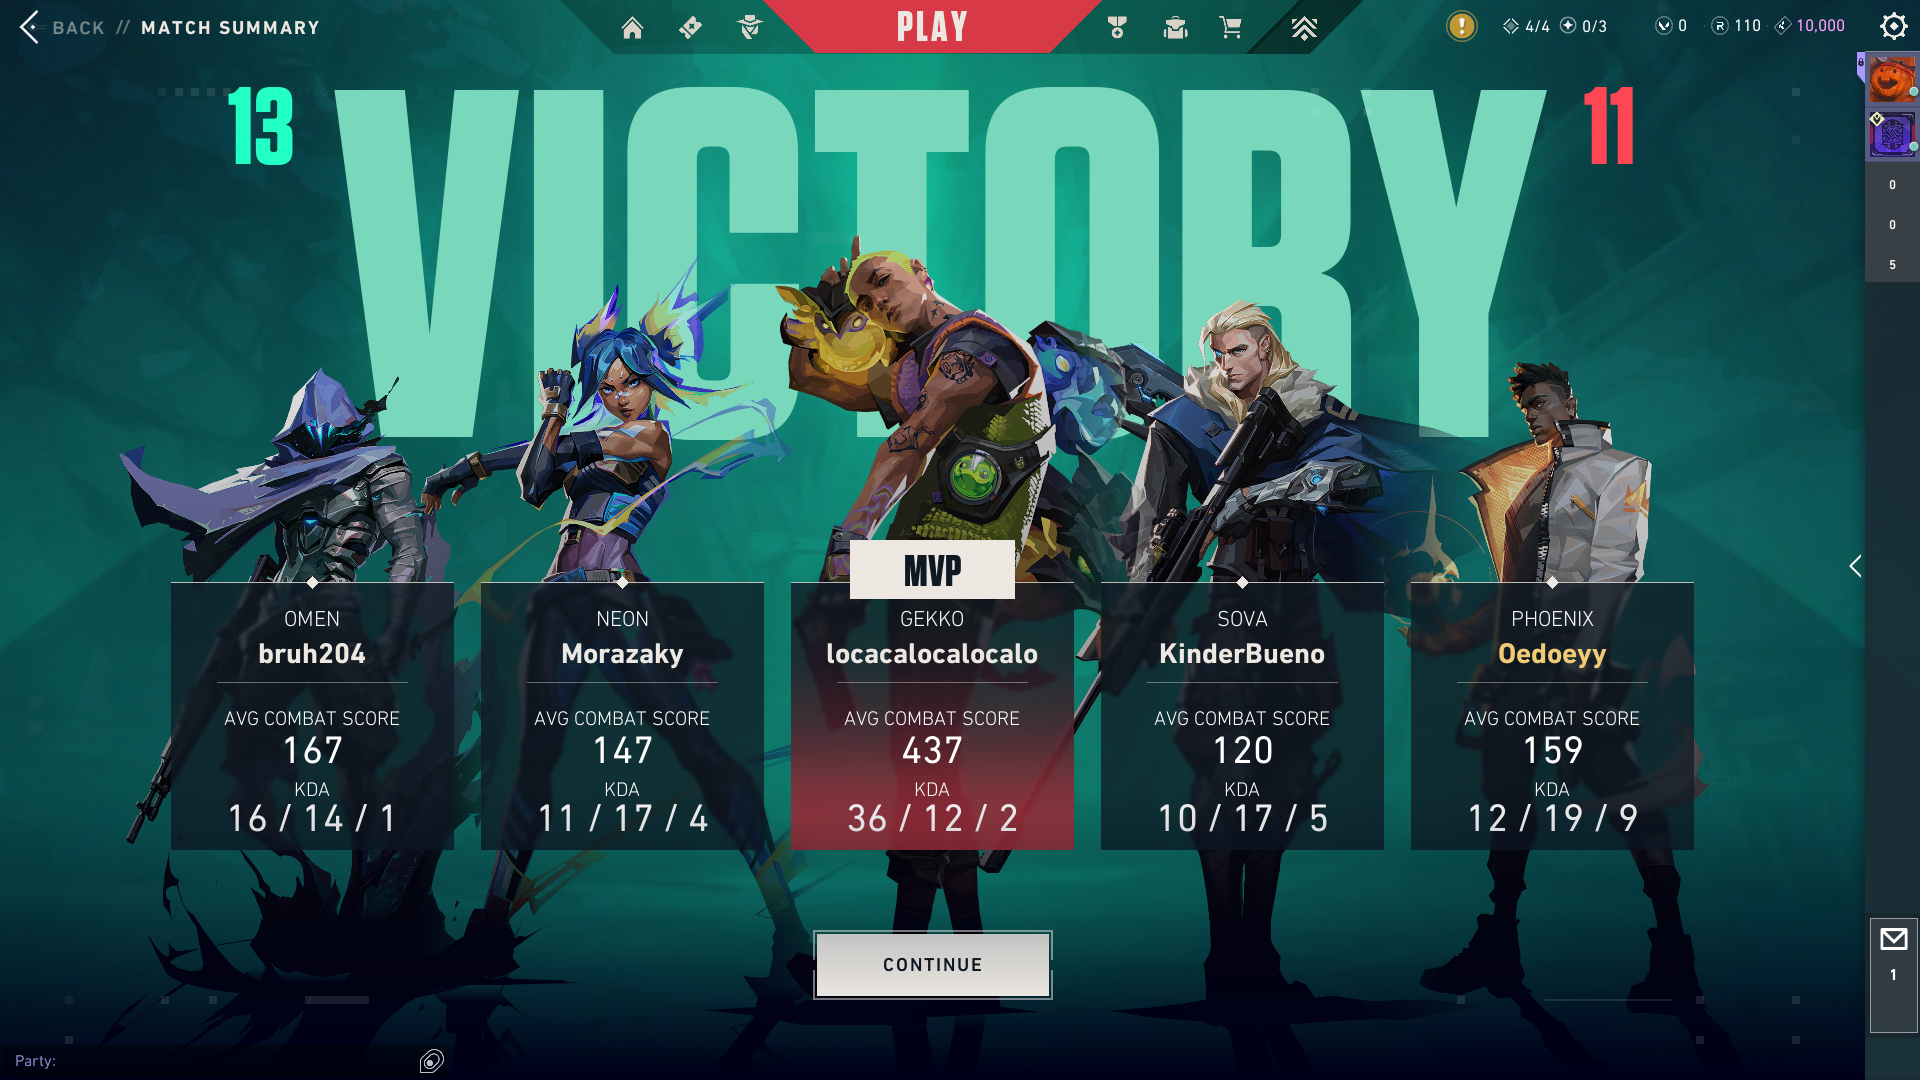 BACK // MATCH SUMMARY
PLAY
4/4 0/3 0 110 10,000
13 VICTORY 11
0
0
5
MVP
OMEN
bruh204
AVG COMBAT SCORE
167
KDA
16 / 14 / 1
NEON
Morazaky
AVG COMBAT SCORE
147
KDA
11 / 17 / 4
GEKKO
locacalocalocalo
AVG COMBAT SCORE
437
KDA
36 / 12 / 2
SOVA
KinderBueno
AVG COMBAT SCORE
120
KDA
10 / 17 / 5
PHOENIX
Oedoeyy
AVG COMBAT SCORE
159
KDA
12 / 19 / 9
CONTINUE
1
Party: